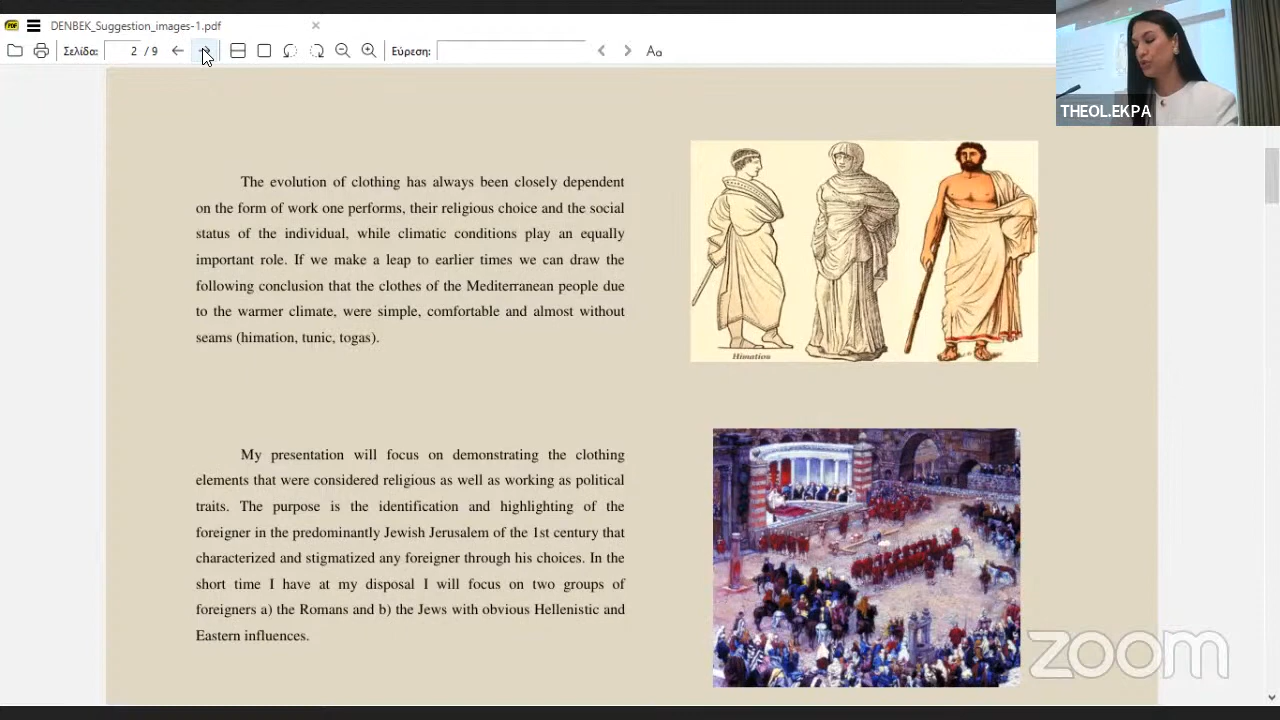 DENBEK_Suggestion_images-1.pdf
Σελίδα: 2 / 9 Εύρεση: Aα
THEOL.EKPA
The evolution of clothing has always been closely dependent
on the form of work one performs, their religious choice and the social
status of the individual, while climatic conditions play an equally
important role. If we make a leap to earlier times we can draw the
following conclusion that the clothes of the Mediterranean people due
to the warmer climate, were simple, comfortable and almost without
seams (himation, tunic, togas).
Himation
My presentation will focus on demonstrating the clothing
elements that were considered religious as well as working as political
traits. The purpose is the identification and highlighting of the
foreigner in the predominantly Jewish Jerusalem of the 1st century that
characterized and stigmatized any foreigner through his choices. In the
short time I have at my disposal I will focus on two groups of
foreigners a) the Romans and b) the Jews with obvious Hellenistic and
Eastern influences.
zoom